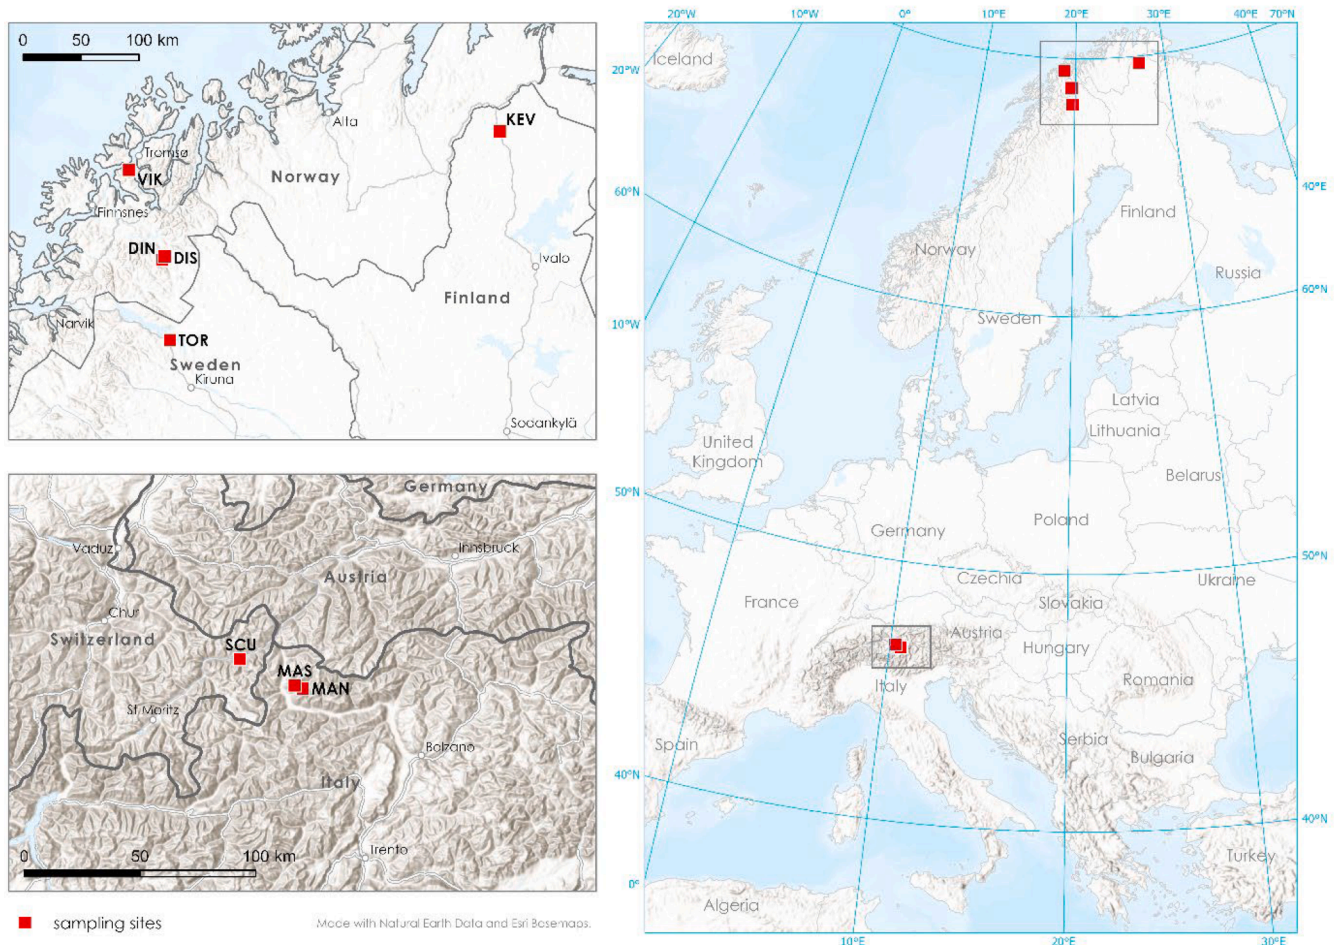 0 50 100 km
Alta
KEV
Tromsø
VIK
Norway
Finnsnes
DIN
DIS
Ivalo
Finland
Narvik
TOR
Sweden
Kiruna
Sodankylä
Germany
Vaduz
Innsbruck
Austria
Chur
Switzerland
SCU
MAS
MAN
St Moritz
Bolzano
Italy
0 50 100 km
Trento
sampling sites
Made with Natural Earth Data and Esri Basemaps.
20°W 10°W 0° 10°E 20°E 30°E 40°E 70°N
Iceland
20°W
40°E
60°N
Finland
Norway
Russia
60°N
Sweden
10°W
Latvia
Lithuania
United
Kingdom
Belarus
50°N
Poland
Germany
50°N
Czechia
Ukraine
France
Slovakia
Austria
Hungary
Romania
Italy
Serbia
Spain
Bulgaria
40°N
40°N
Turkey
0°
Algeria
10°E 20°E 30°E